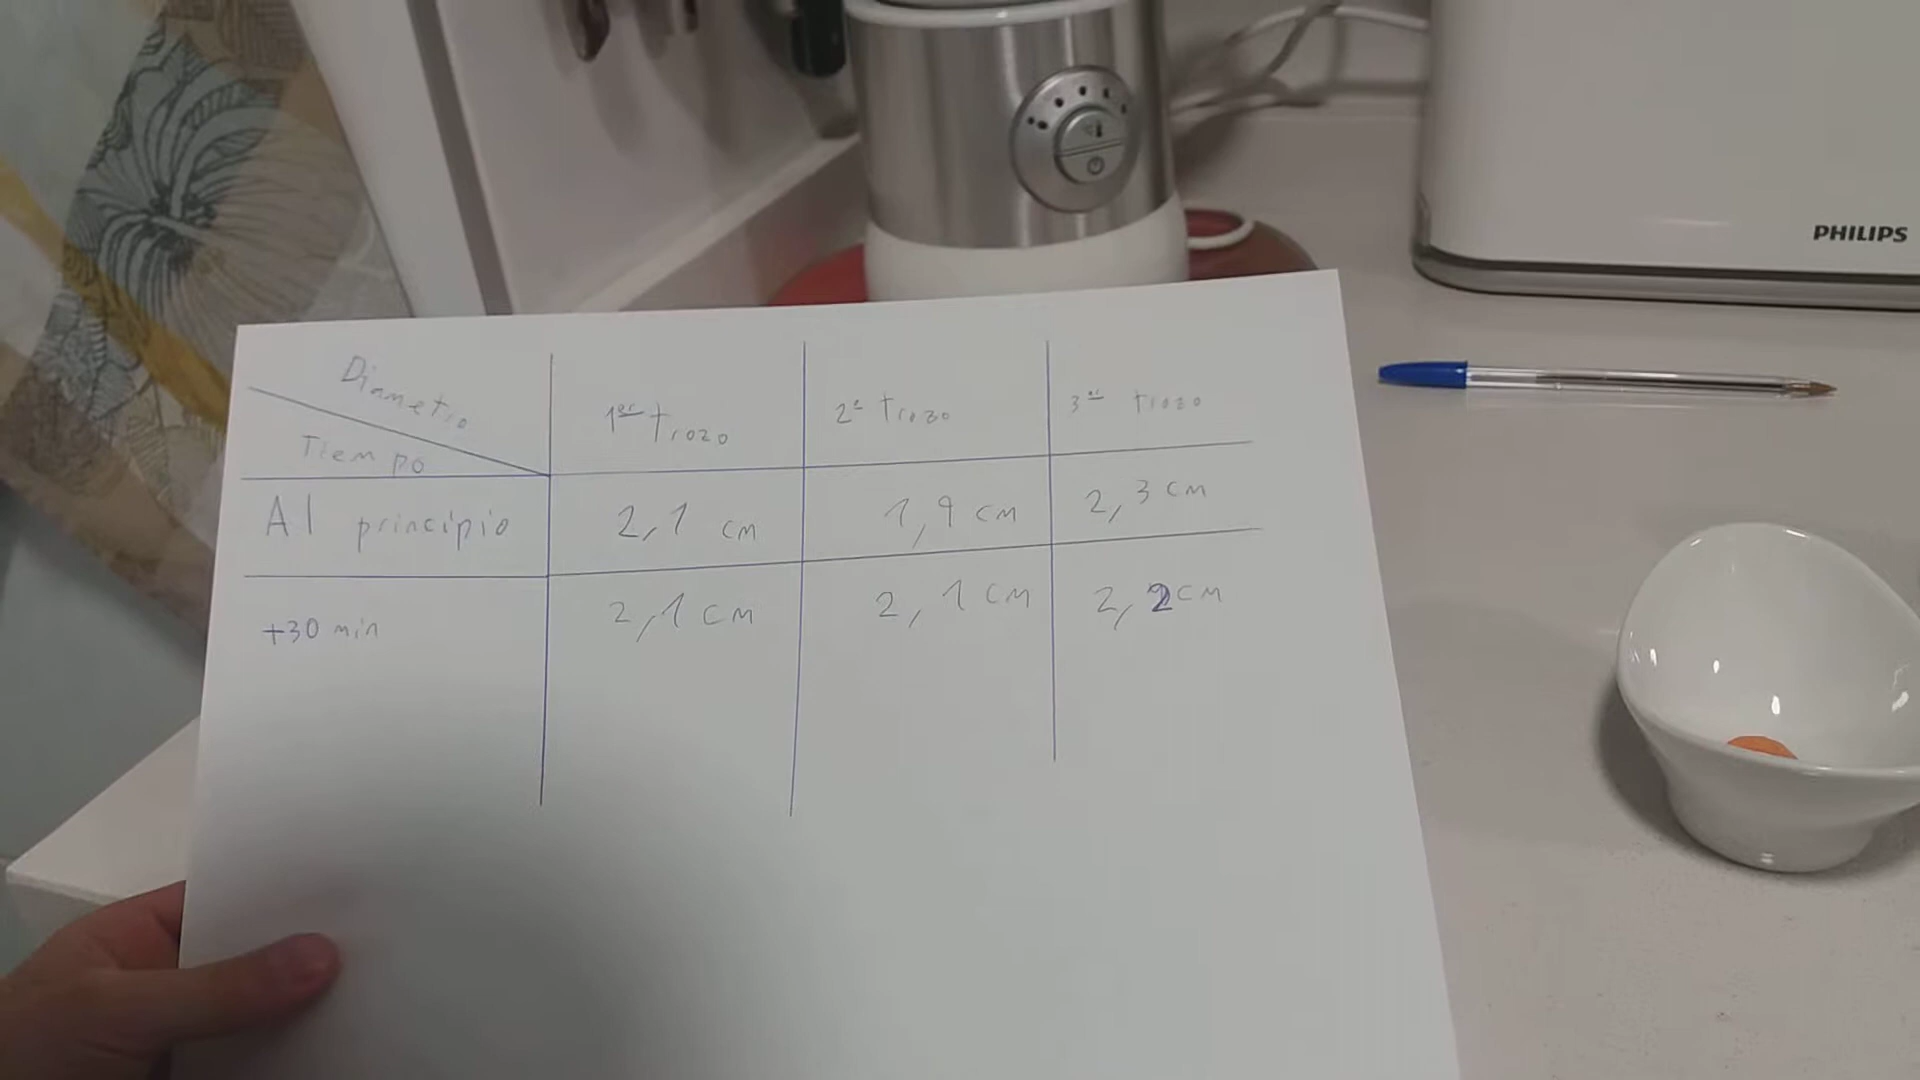 PHILIPS
Diametro
Tiempo
1er trozo
2º trozo
3er trozo
Al principio
2,1 cm
1,9 cm
2,3 cm
+30 min
2,1 cm
2,1 cm
2,2 cm